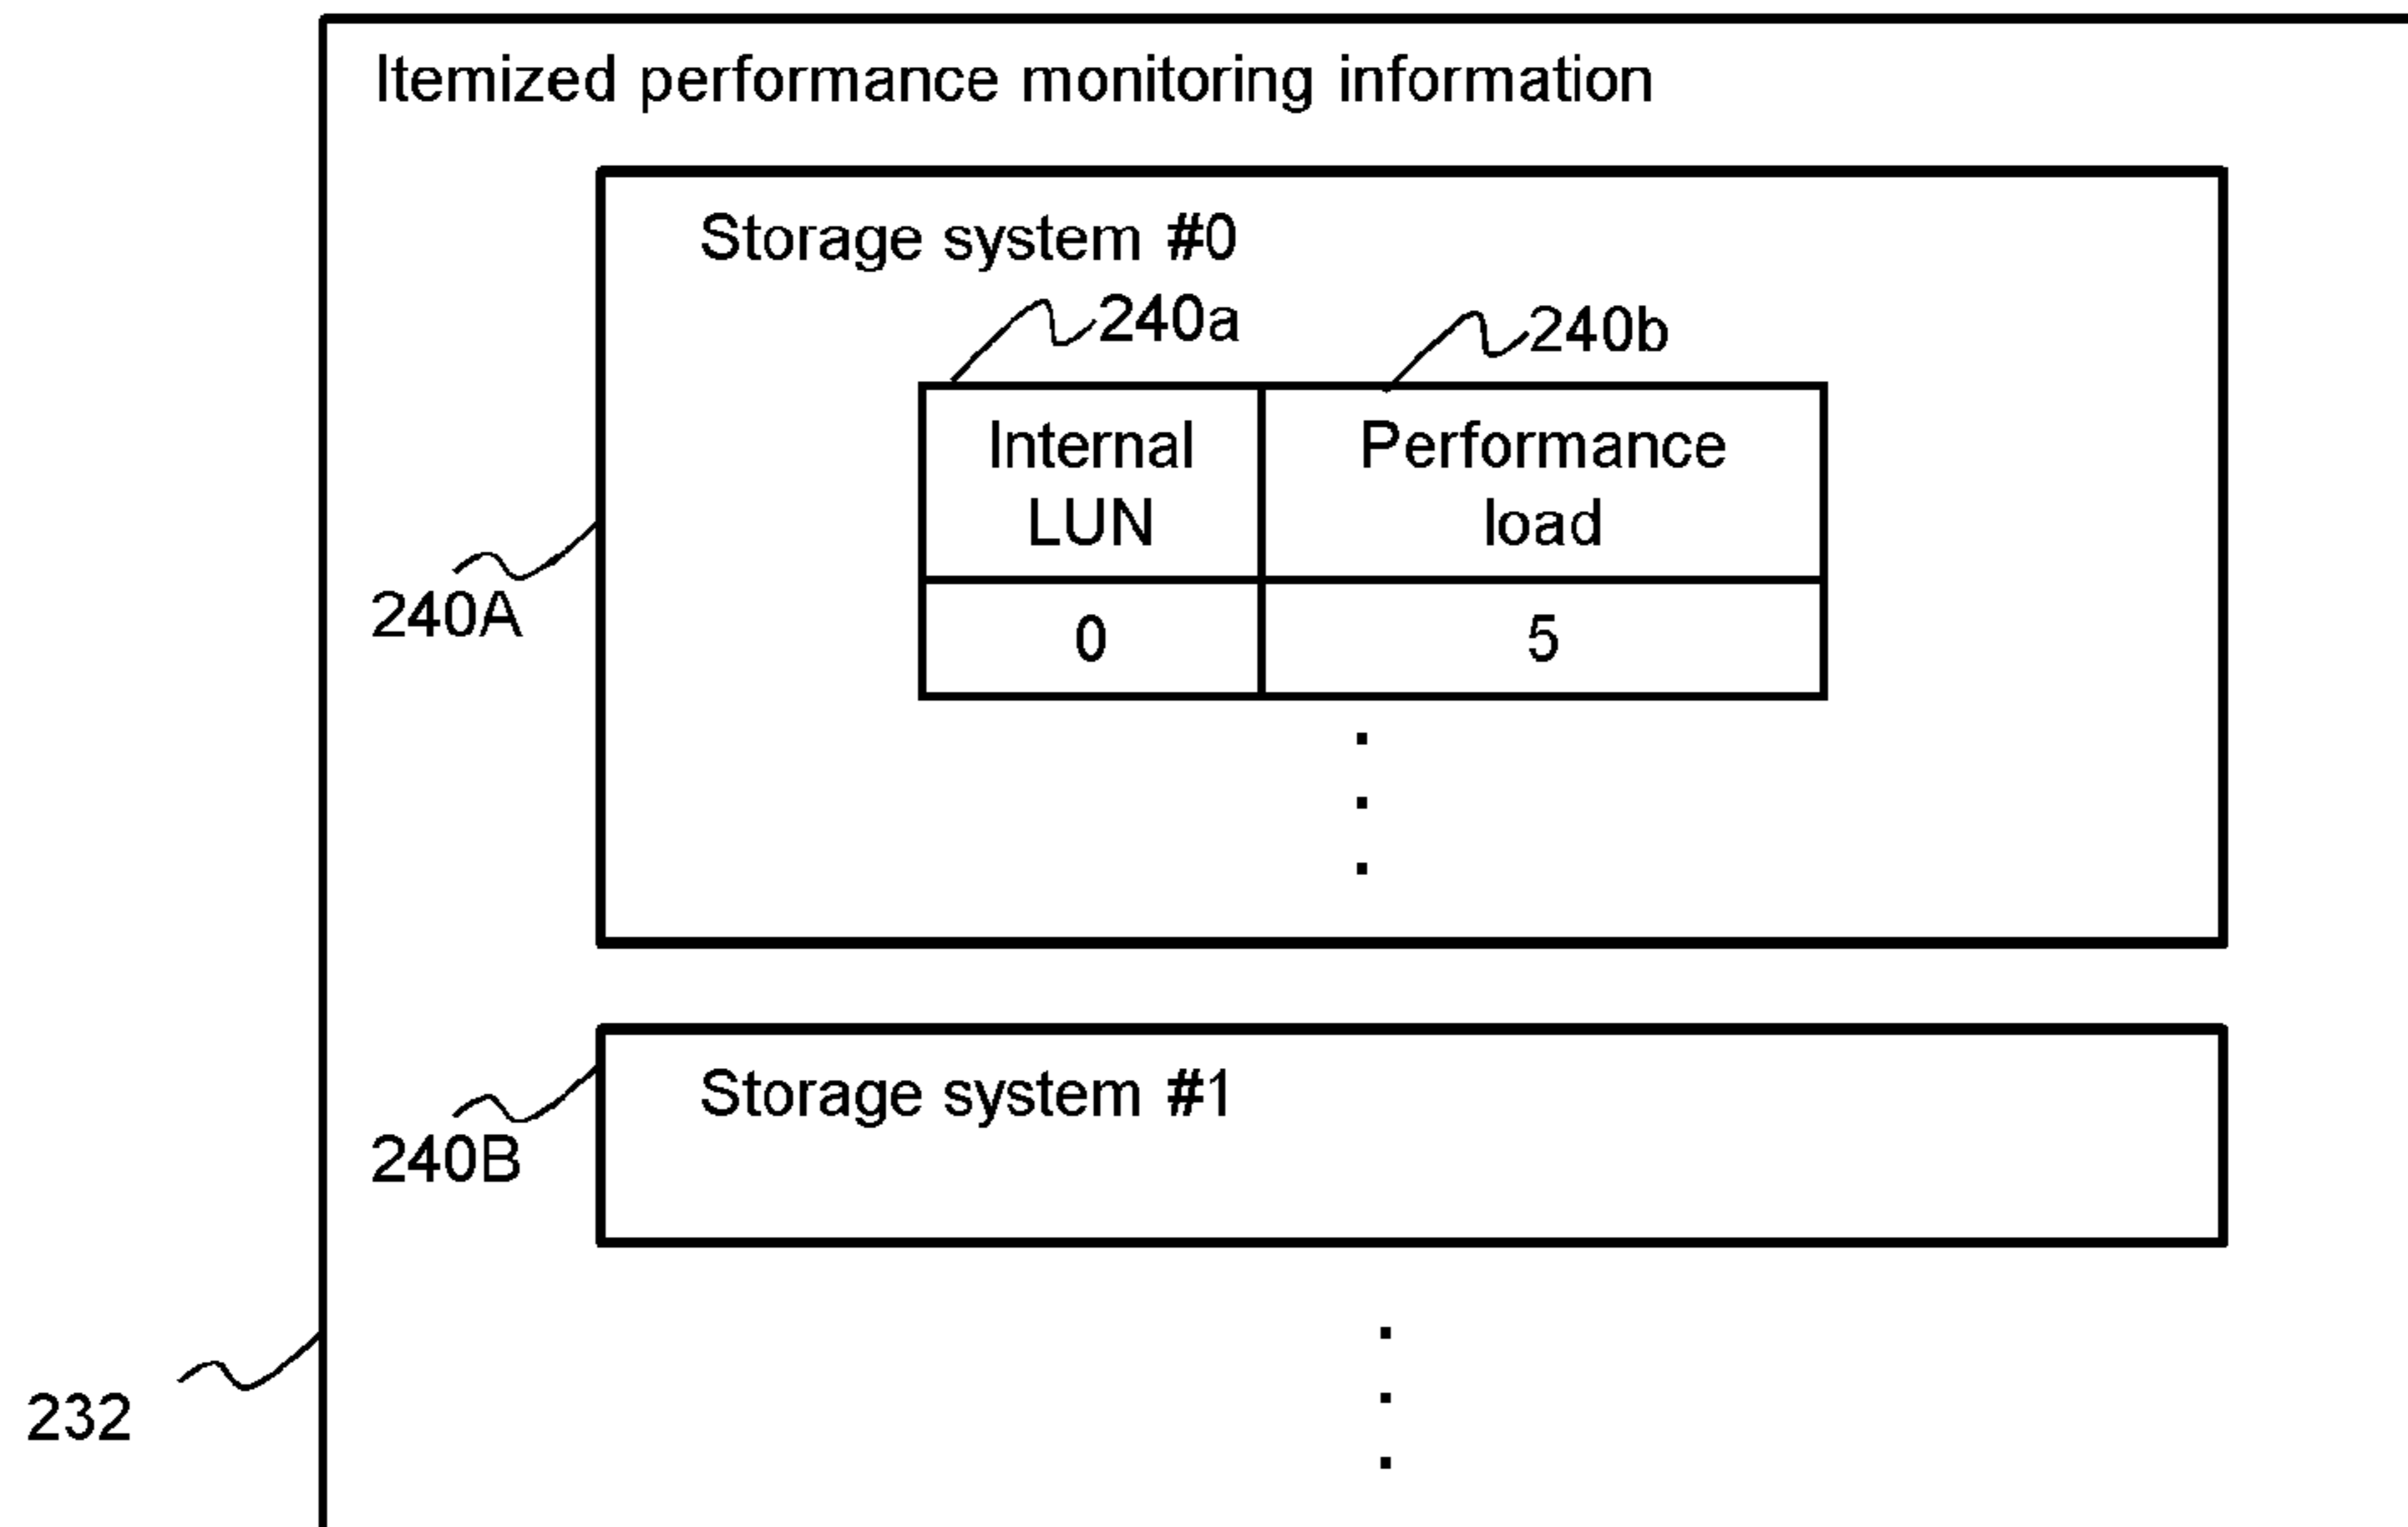 Itemized performance monitoring information
Storage system #0
240a
240b
Internal
LUN
Performance
load
0
5
240A
Storage system #1
240B
232